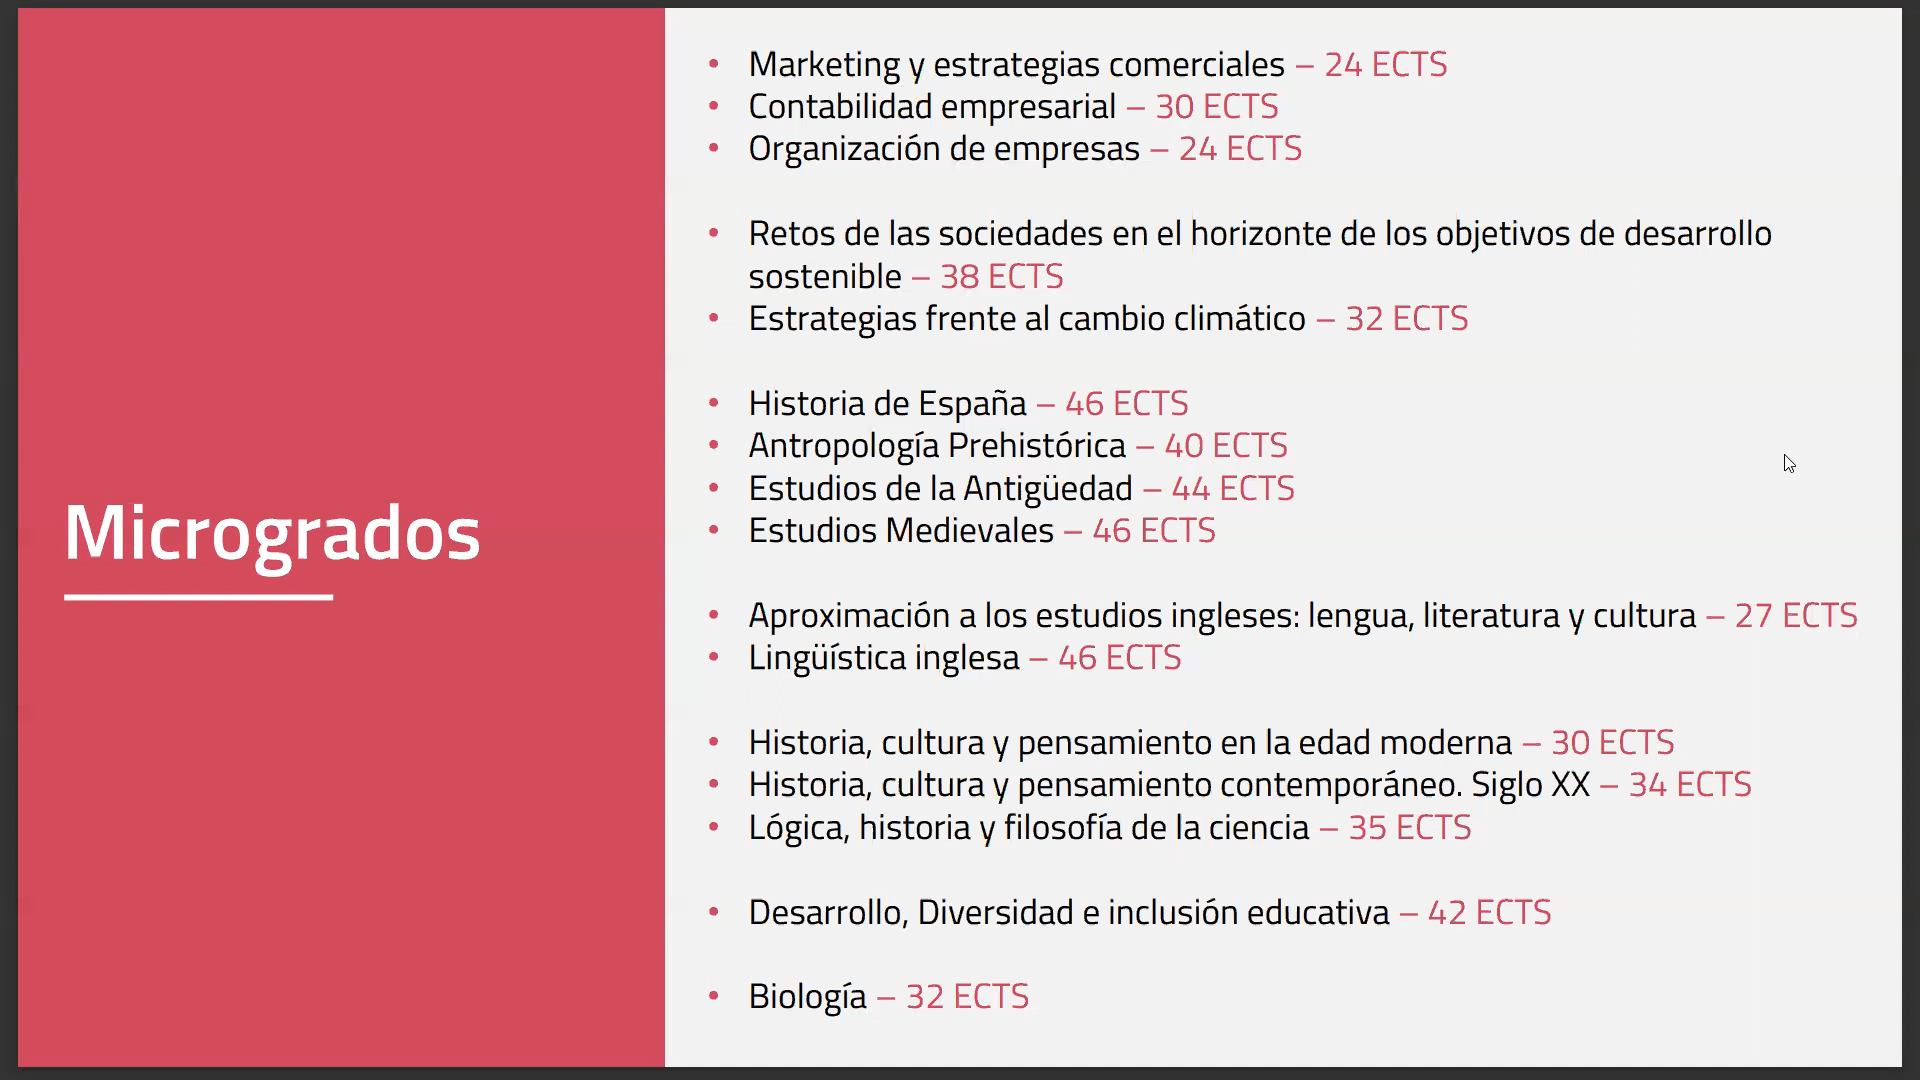 Microgrados
• Marketing y estrategias comerciales – 24 ECTS
• Contabilidad empresarial – 30 ECTS
• Organización de empresas – 24 ECTS
• Retos de las sociedades en el horizonte de los objetivos de desarrollo
sostenible – 38 ECTS
• Estrategias frente al cambio climático – 32 ECTS
• Historia de España – 46 ECTS
• Antropología Prehistórica – 40 ECTS
• Estudios de la Antigüedad – 44 ECTS
• Estudios Medievales – 46 ECTS
• Aproximación a los estudios ingleses: lengua, literatura y cultura – 27 ECTS
• Lingüística inglesa – 46 ECTS
• Historia, cultura y pensamiento en la edad moderna – 30 ECTS
• Historia, cultura y pensamiento contemporáneo. Siglo XX – 34 ECTS
• Lógica, historia y filosofía de la ciencia – 35 ECTS
• Desarrollo, Diversidad e inclusión educativa – 42 ECTS
• Biología – 32 ECTS